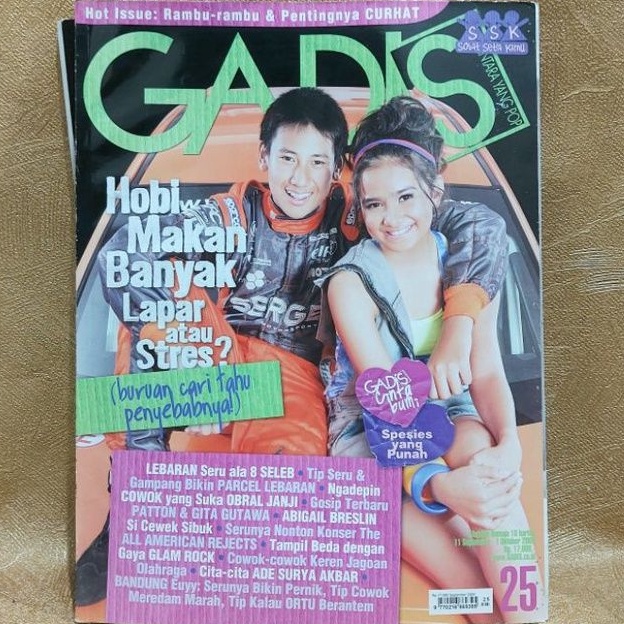 Hot Issue: Rambu-rambu & Pentingnya CURHAT
SSK
Sobat Setia Kamu
GADIS
NTARA YANG POP
Hobi
Makan
Banyak
Lapar
atau
Stres?
(buruan cari tahu
penyebabnya!)
SERGE
GADIS
Cinta
bumi
Spesies
yang
Punah
LEBARAN Seru ala 8 SELEB • Tip Seru &
Gampang Bikin PARCEL LEBARAN • Ngadepin
COWOK yang Suka OBRAL JANJI • Gosip Terbaru
PATTON & GITA GUTAWA • ABIGAIL BRESLIN
Si Cewek Sibuk • Serunya Nonton Konser The
ALL AMERICAN REJECTS • Tampil Beda dengan
Gaya GLAM ROCK • Cowok-cowok Keren Jagoan
Olahraga • Cita-cita ADE SURYA AKBAR •
BANDUNG Euyy: Serunya Bikin Pernik, Tip Cowok
Meredam Marah, Tip Kalau ORTU Berantem
25